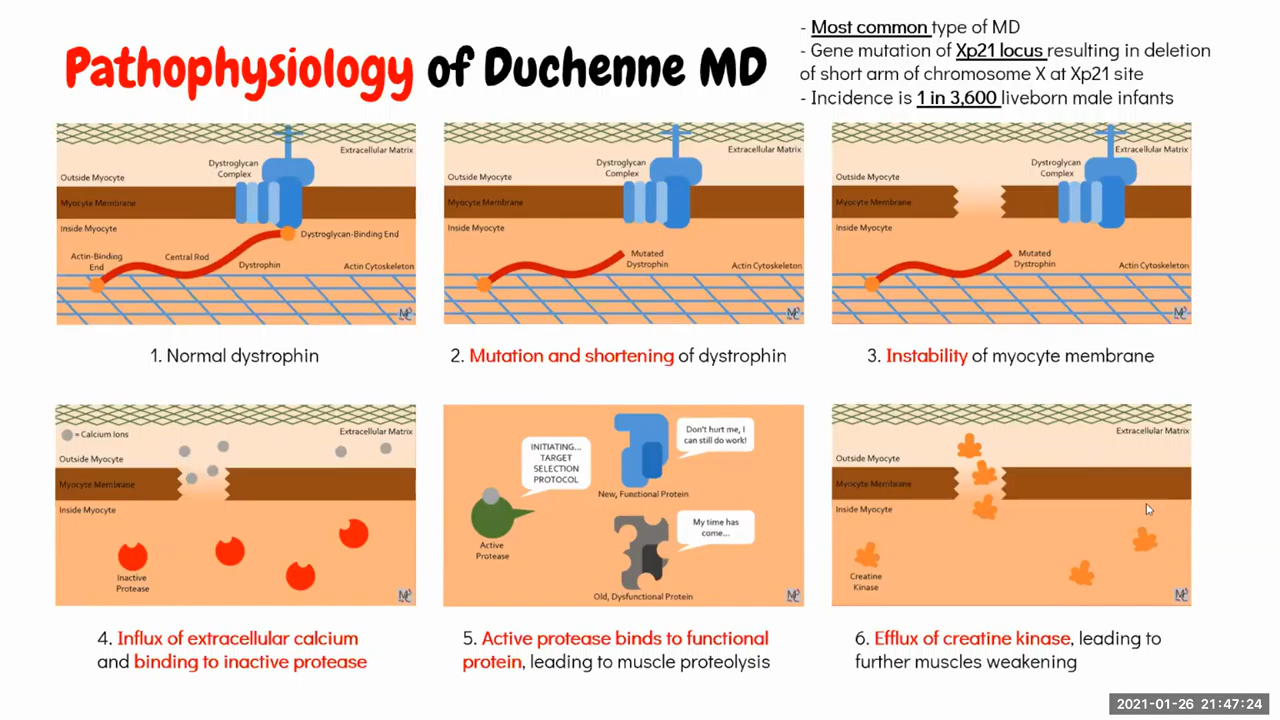 Pathophysiology of Duchenne MD
- Most common type of MD
- Gene mutation of Xp21 locus resulting in deletion
of short arm of chromosome X at Xp21 site
- Incidence is 1 in 3,600 liveborn male infants
Extracellular Matrix
Dystroglycan
Complex
Outside Myocyte
Myocyte Membrane
Inside Myocyte
Dystroglycan-Binding End
Actin-Binding
End
Central Rod
Dystrophin
Actin Cytoskeleton
1. Normal dystrophin
Extracellular Matrix
Dystroglycan
Complex
Outside Myocyte
Myocyte Membrane
Inside Myocyte
Mutated
Dystrophin
Actin Cytoskeleton
2. Mutation and shortening of dystrophin
Extracellular Matrix
Dystroglycan
Complex
Outside Myocyte
Myocyte Membrane
Inside Myocyte
Mutated
Dystrophin
Actin Cytoskeleton
3. Instability of myocyte membrane
= Calcium Ions
Extracellular Matrix
Outside Myocyte
Myocyte Membrane
Inside Myocyte
Inactive
Protease
4. Influx of extracellular calcium
and binding to inactive protease
INITIATING...
TARGET
SELECTION
PROTOCOL
Don't hurt me, I
can still do work!
New, Functional Protein
Active
Protease
My time has
come...
Old, Dysfunctional Protein
5. Active protease binds to functional
protein, leading to muscle proteolysis
Extracellular Matrix
Outside Myocyte
Myocyte Membrane
Inside Myocyte
Creatine
Kinase
6. Efflux of creatine kinase, leading to
further muscles weakening
2021-01-26 21:47:24